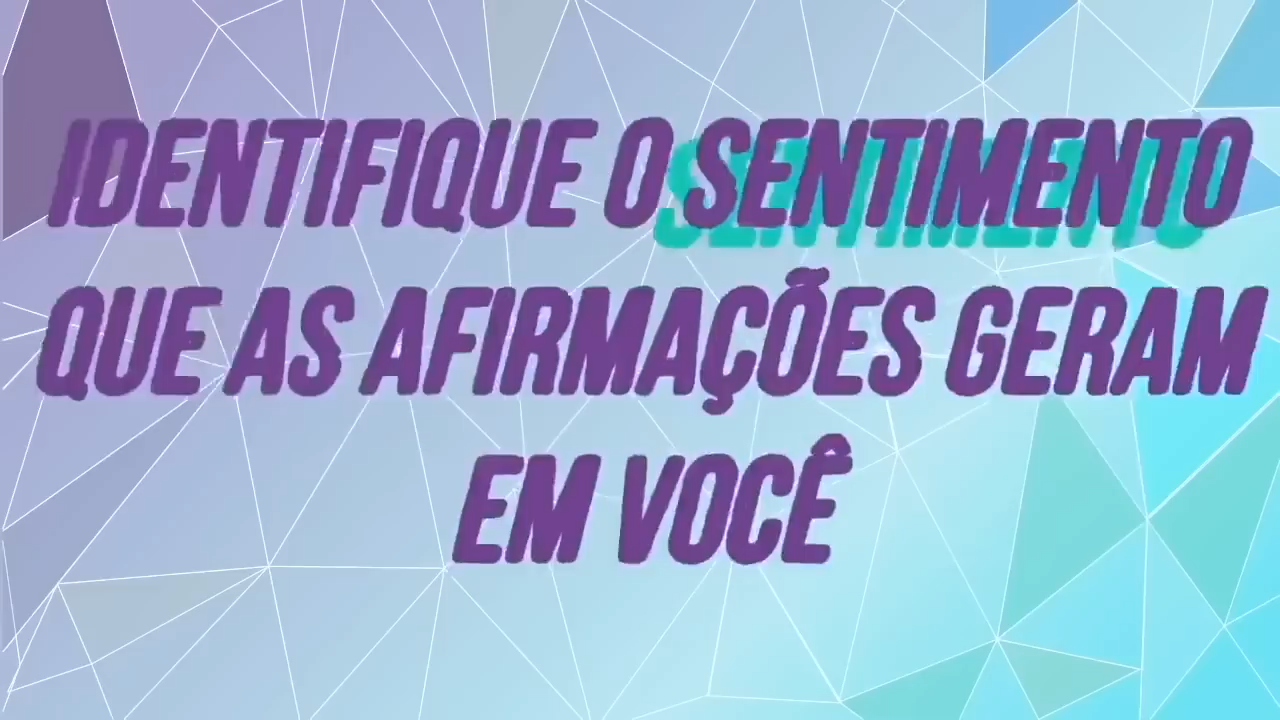 IDENTIFIQUE O SENTIMENTO
QUE AS AFIRMAÇÕES GERAM
EM VOCÊ